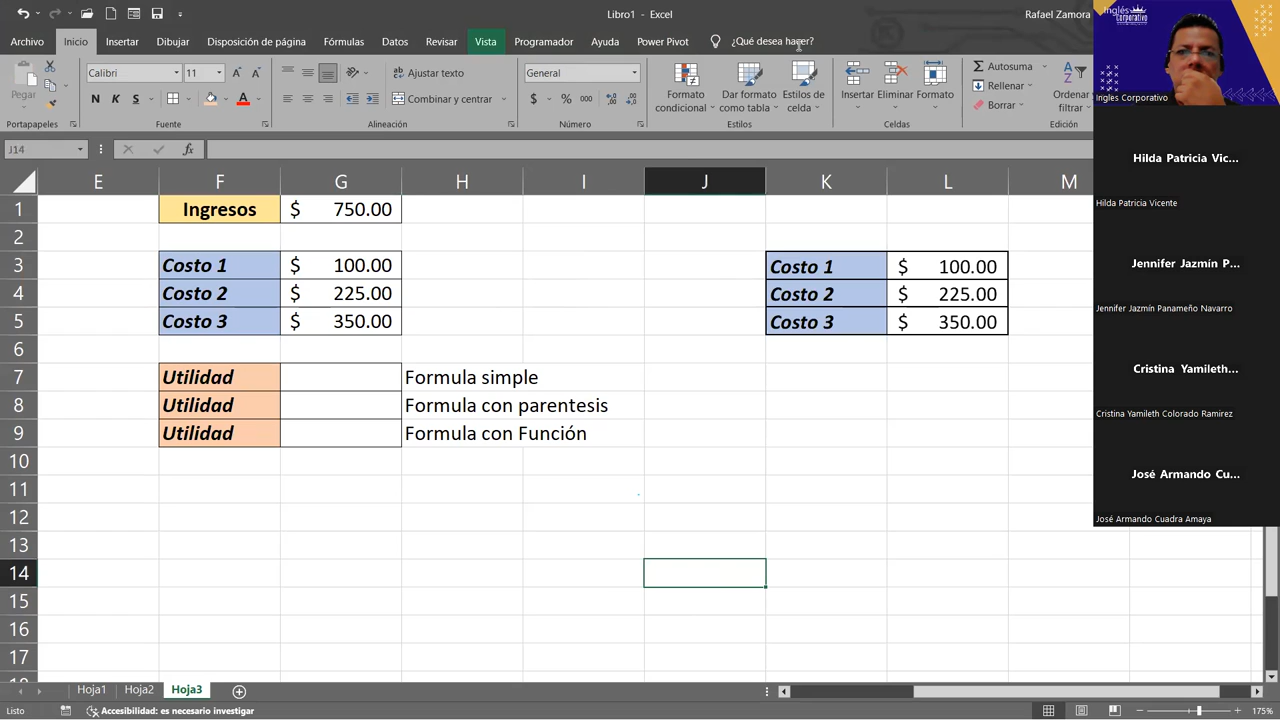 Libro1 - Excel
Rafael Zamora
Archivo Inicio Insertar Dibujar Disposición de página Fórmulas Datos Revisar Vista Programador Ayuda Power Pivot ¿Qué desea hacer?
Pegar
Calibri 11
N K S
A
Ajustar texto
Combinar y centrar
General
$ % 000
Formato condicional
Dar formato como tabla
Estilos de celda
Insertar Eliminar Formato
Autosuma
Rellenar
Borrar
Ordenar filtrar
Portapapeles Fuente Alineación Número Estilos Celdas Edición
J14 fx
E F G H I J K L M
1 Ingresos $ 750.00
2
3 Costo 1 $ 100.00 Costo 1 $ 100.00
4 Costo 2 $ 225.00 Costo 2 $ 225.00
5 Costo 3 $ 350.00 Costo 3 $ 350.00
6
7 Utilidad Formula simple
8 Utilidad Formula con parentesis
9 Utilidad Formula con Función
10
11
12
13
14
15
16
17
Hoja1 Hoja2 Hoja3
Listo Accesibilidad: es necesario investigar 175%
Inglés Corporativo
Ingles Corporativo
Hilda Patricia Vic...
Hilda Patricia Vicente
Jennifer Jazmín P...
Jennifer Jazmín Panameño Navarro
Cristina Yamileth...
Cristina Yamileth Colorado Ramirez
José Armando Cu...
José Armando Cuadra Amaya